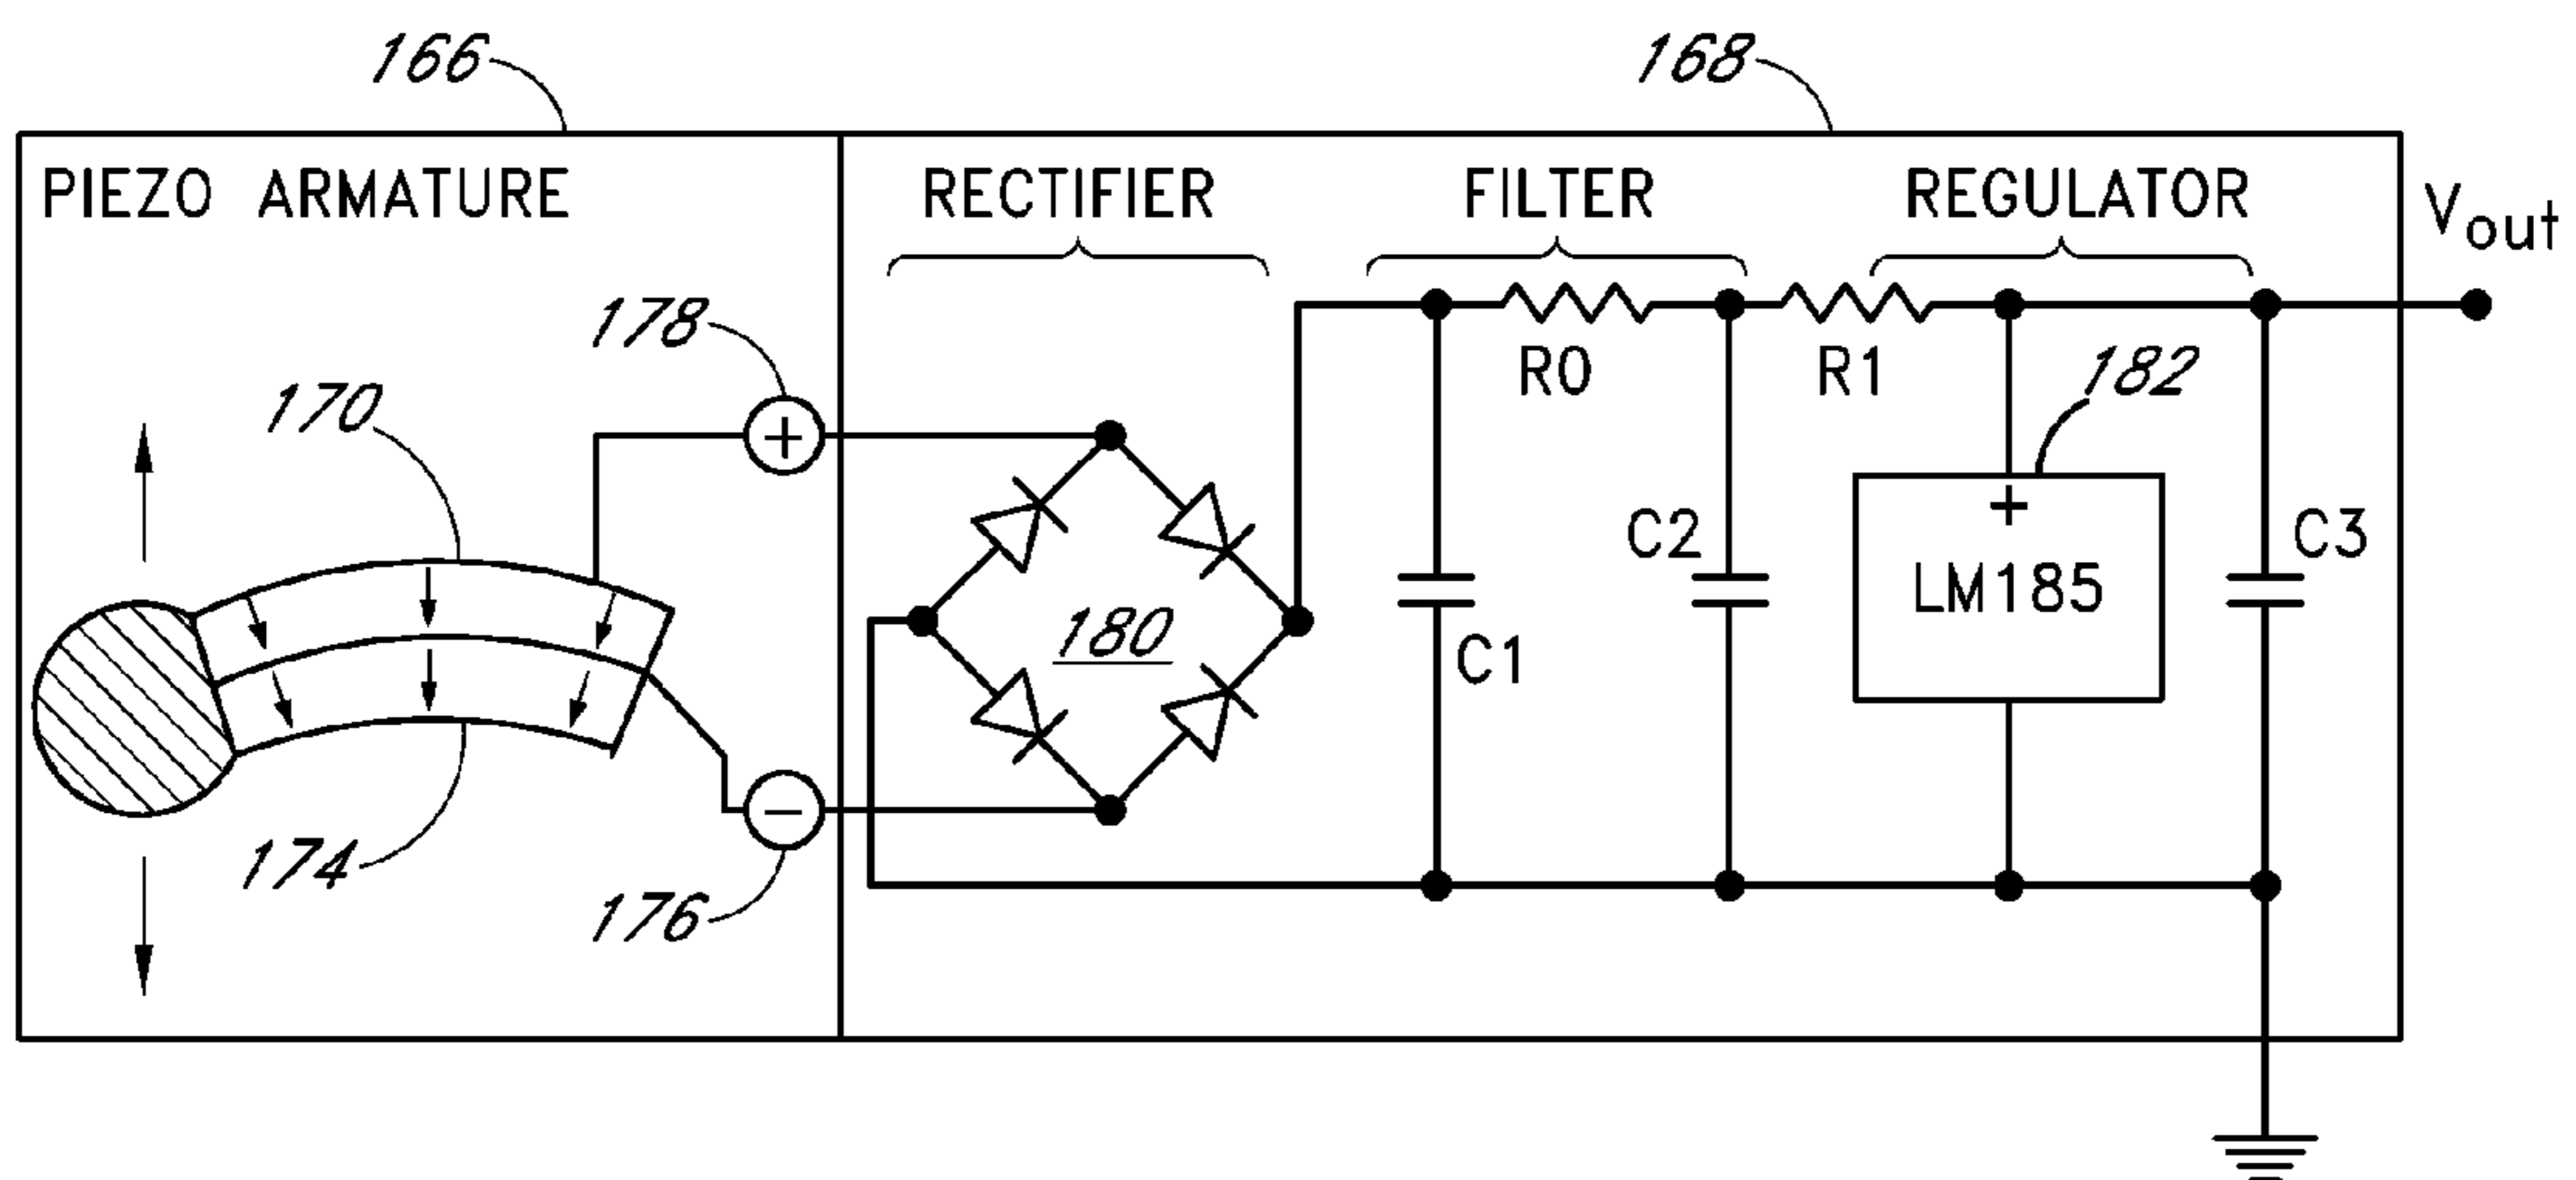 166
168
PIEZO ARMATURE
RECTIFIER
FILTER
REGULATOR
Vout
178
170
R0
R1
182
+
+
C2
C3
LM185
180
C1
−
174
176